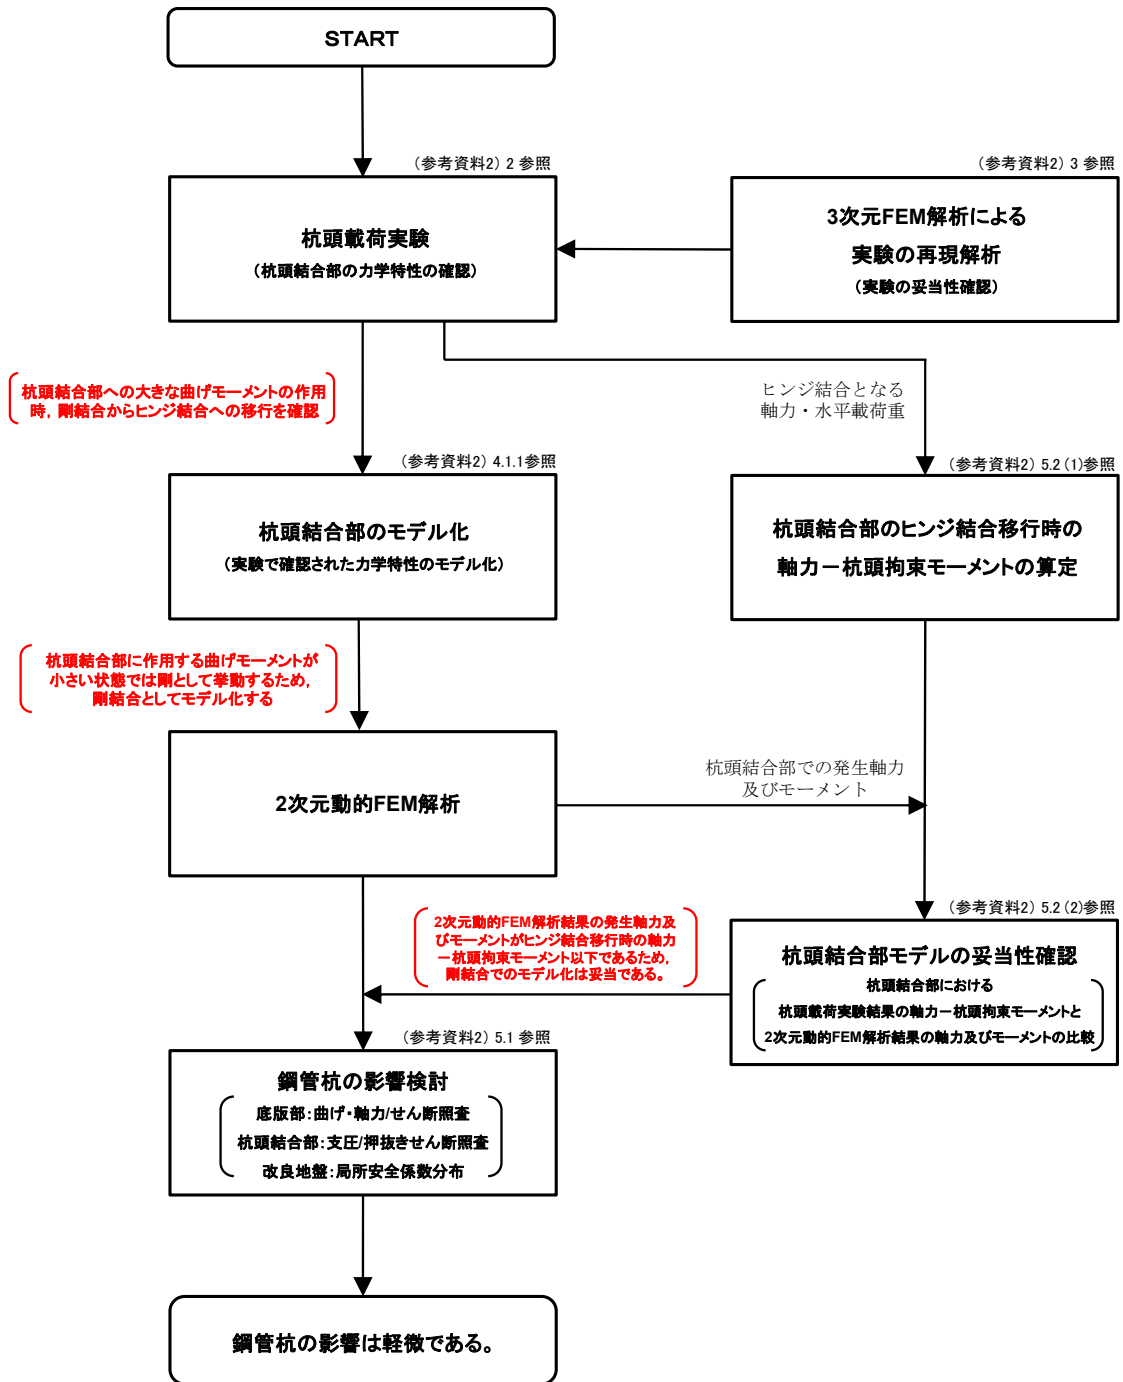 START
(参考資料2) 2 参照
杭頭載荷実験
(杭頭結合部の力学特性の確認)
(参考資料2) 3 参照
3次元FEM解析による
実験の再現解析
(実験の妥当性確認)
杭頭結合部への大きな曲げモーメントの作用
時, 剛結合からヒンジ結合への移行を確認
ヒンジ結合となる
軸力・水平載荷重
(参考資料2) 4.1.1参照
杭頭結合部のモデル化
(実験で確認された力学特性のモデル化)
(参考資料2) 5.2 (1)参照
杭頭結合部のヒンジ結合移行時の
軸力－杭頭拘束モーメントの算定
杭頭結合部に作用する曲げモーメントが
小さい状態では剛として挙動するため,
剛結合としてモデル化する
2次元動的FEM解析
杭頭結合部での発生軸力
及びモーメント
2次元動的FEM解析結果の発生軸力及
びモーメントがヒンジ結合移行時の軸力
－杭頭拘束モーメント以下であるため,
剛結合でのモデル化は妥当である。
(参考資料2) 5.2 (2)参照
杭頭結合部モデルの妥当性確認
杭頭結合部における
杭頭載荷実験結果の軸力－杭頭拘束モーメントと
2次元動的FEM解析結果の軸力及びモーメントの比較
(参考資料2) 5.1 参照
鋼管杭の影響検討
底版部:曲げ・軸力/せん断照査
杭頭結合部:支圧/押抜きせん断照査
改良地盤:局所安全係数分布
鋼管杭の影響は軽微である。